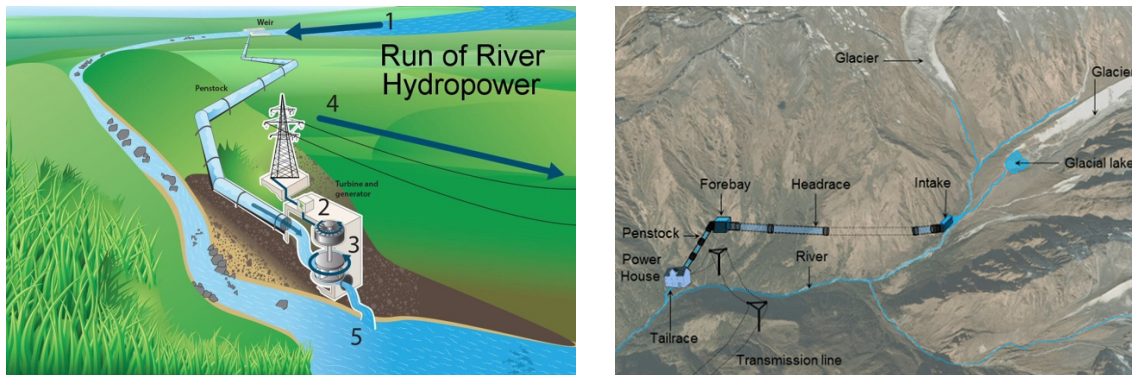 Weir
1
Run of River
Hydropower
Penstock
4
Turbine and
generator
2
3
5
Glacier
Glacier
Glacial lake
Forebay
Headrace
Intake
Penstock
Power
House
River
Tailrace
Transmission line